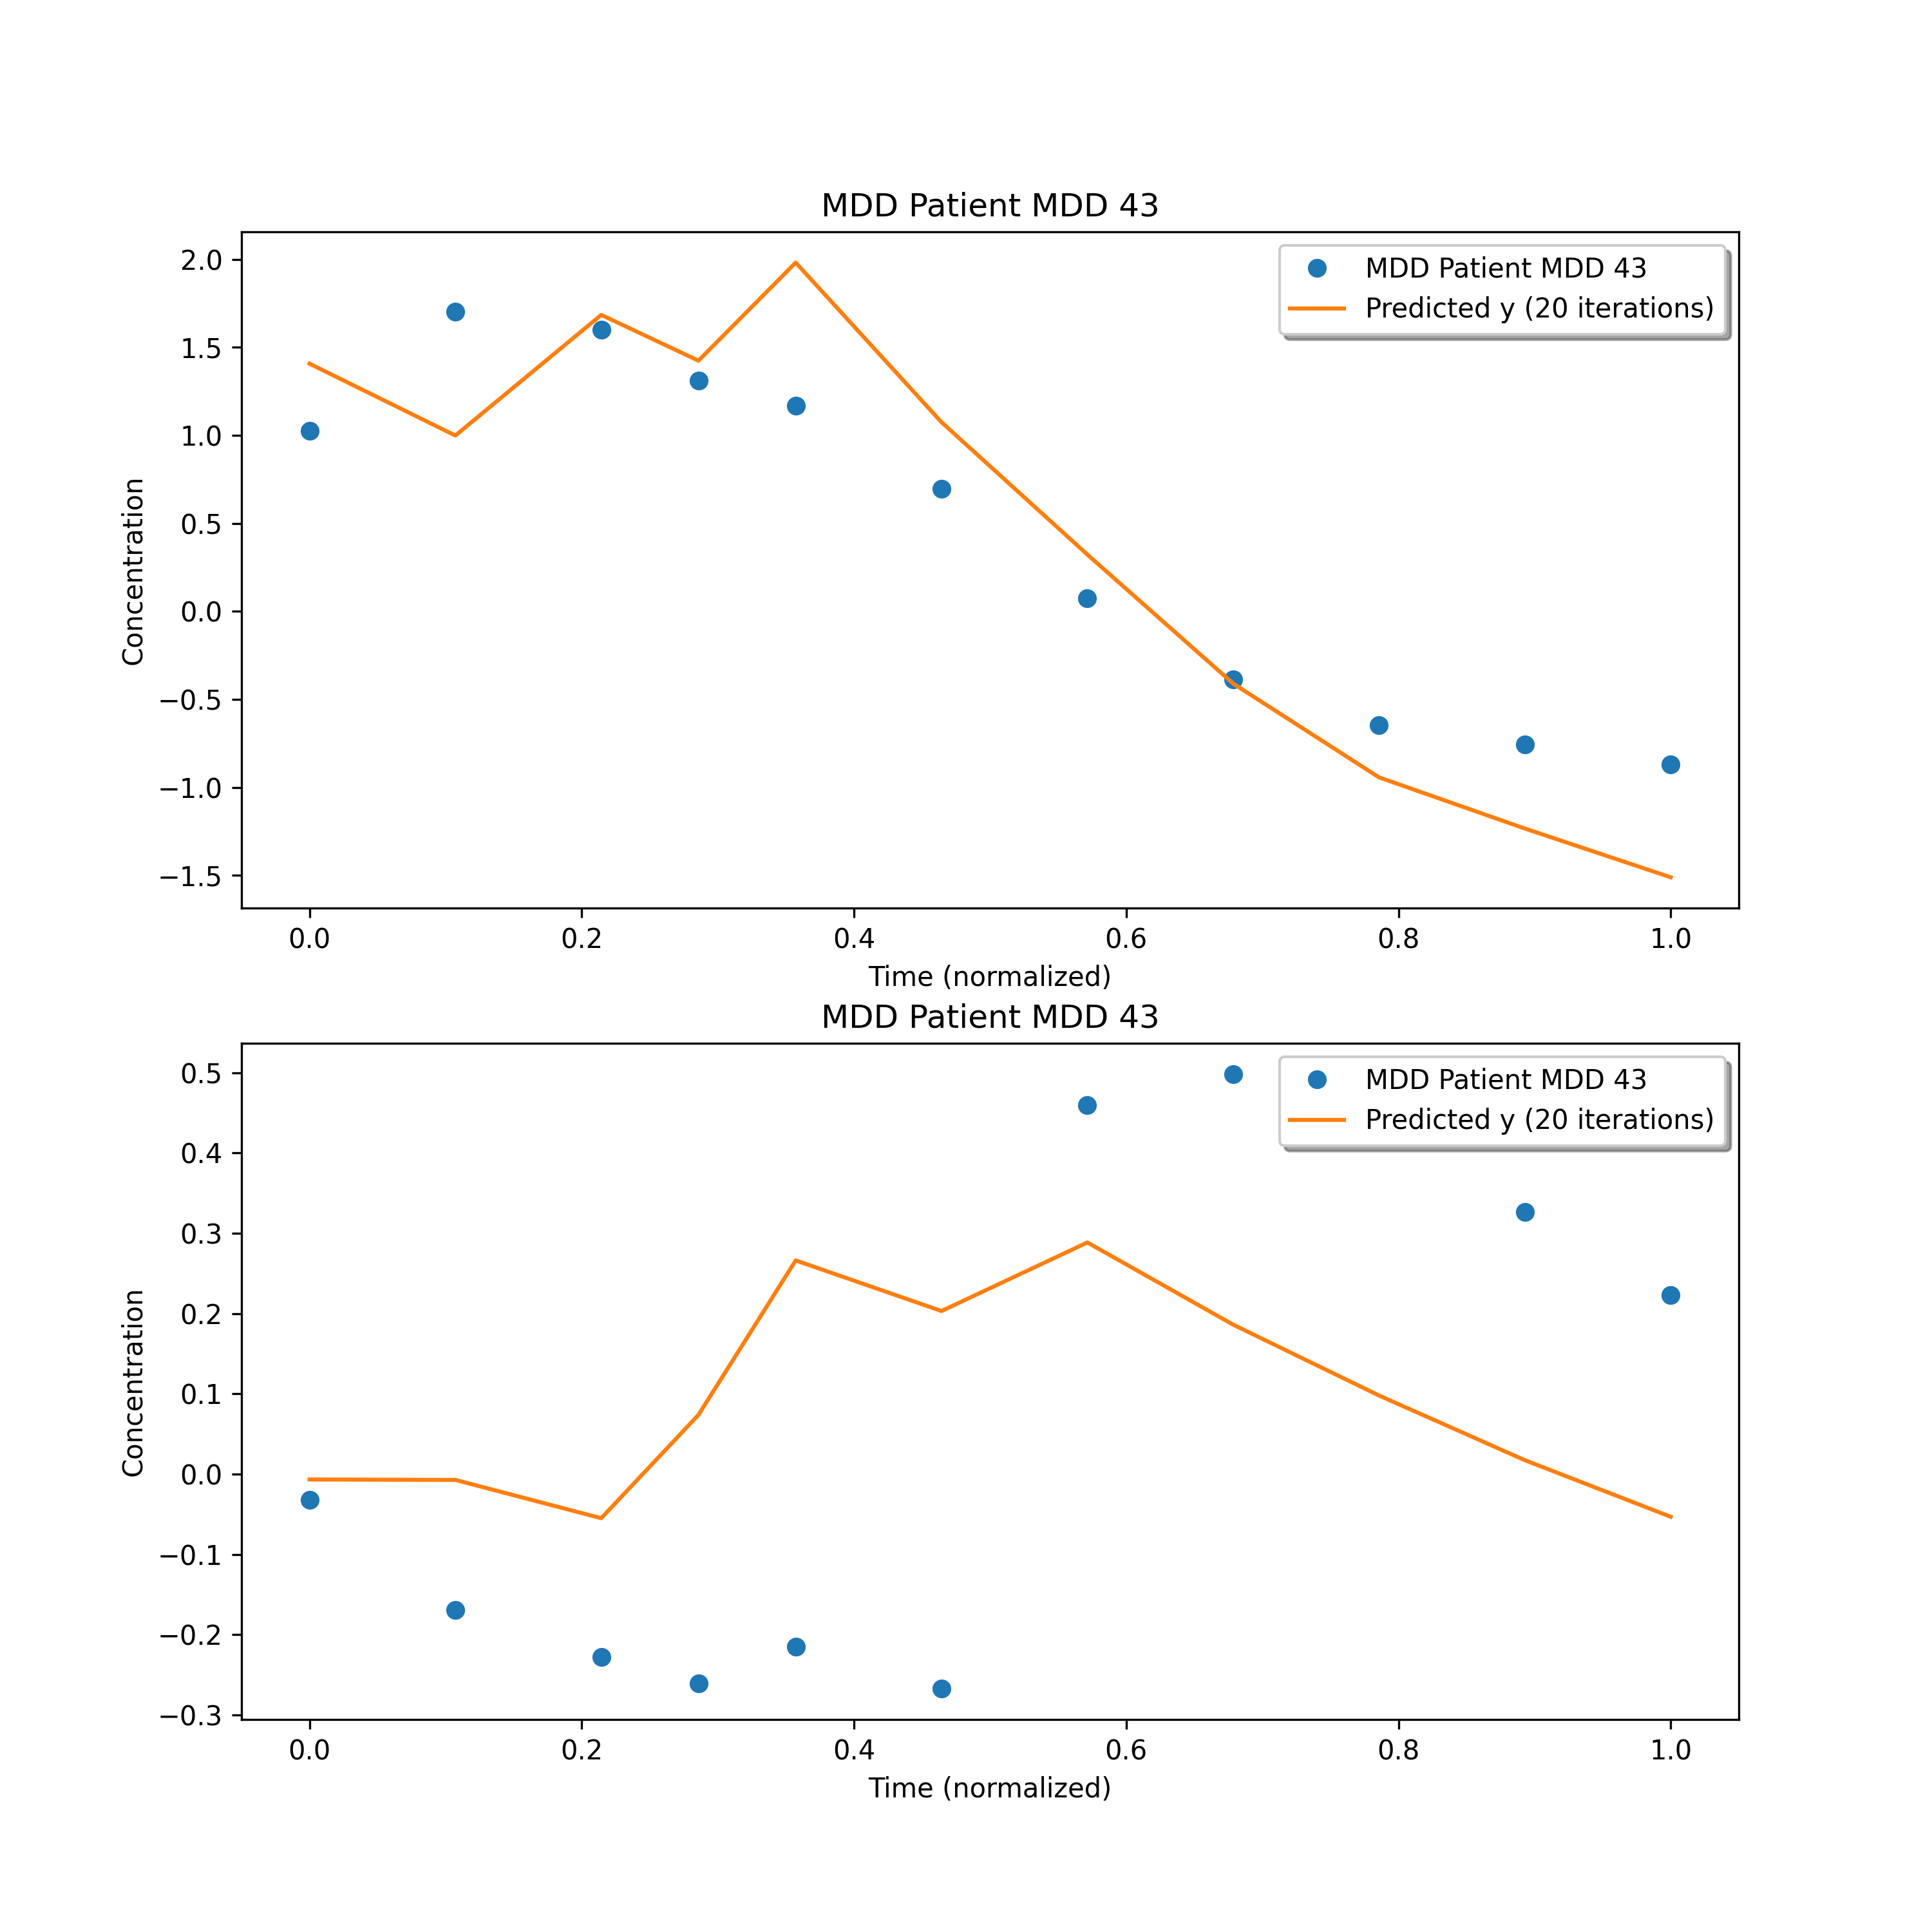 MDD Patient MDD 43
MDD Patient MDD 43
Predicted y (20 iterations)
2.0
1.5
1.0
0.5
0.0
−0.5
−1.0
−1.5
Concentration
0.0 0.2 0.4 0.6 0.8 1.0
Time (normalized)
MDD Patient MDD 43
MDD Patient MDD 43
Predicted y (20 iterations)
0.5
0.4
0.3
0.2
0.1
0.0
−0.1
−0.2
−0.3
Concentration
0.0 0.2 0.4 0.6 0.8 1.0
Time (normalized)